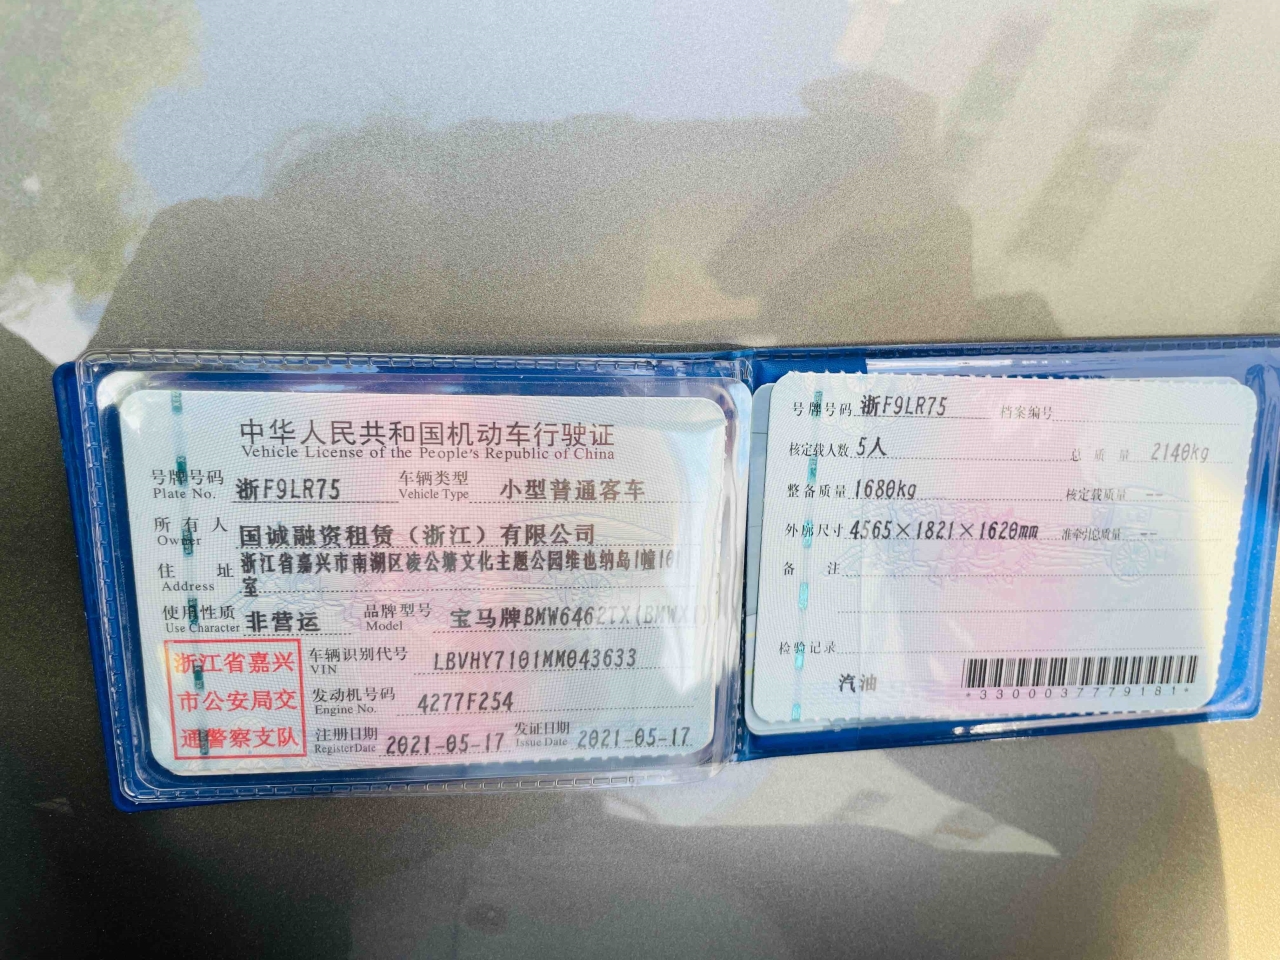 中华人民共和国机动车行驶证
Vehicle License of the People's Republic of China
号牌号码 浙F9LR75 车辆类型 小型普通客车
Plate No. Vehicle Type
所有人 国诚融资租赁（浙江）有限公司
Owner
住址 浙江省嘉兴市南湖区凌公塘文化主题公园维也纳岛1幢101
室
Address
使用性质 非营运 品牌型号 宝马牌BMW6462TX(BMWX1)
Use Character Model
浙江省嘉兴
市公安局交
通警察支队
车辆识别代号 LBVHY7101MM043633
VIN
发动机号码 4277F254
Engine No.
注册日期 2021-05-17 发证日期 2021-05-17
Register Date Issue Date
号牌号码 浙F9LR75 档案编号
核定载人数 5人 总质量 2140kg
整备质量 1680kg 核定载质量 --
外廓尺寸 4565×1821×1620mm 准牵引总质量 --
备注
检验记录
汽油
*3300037779181*